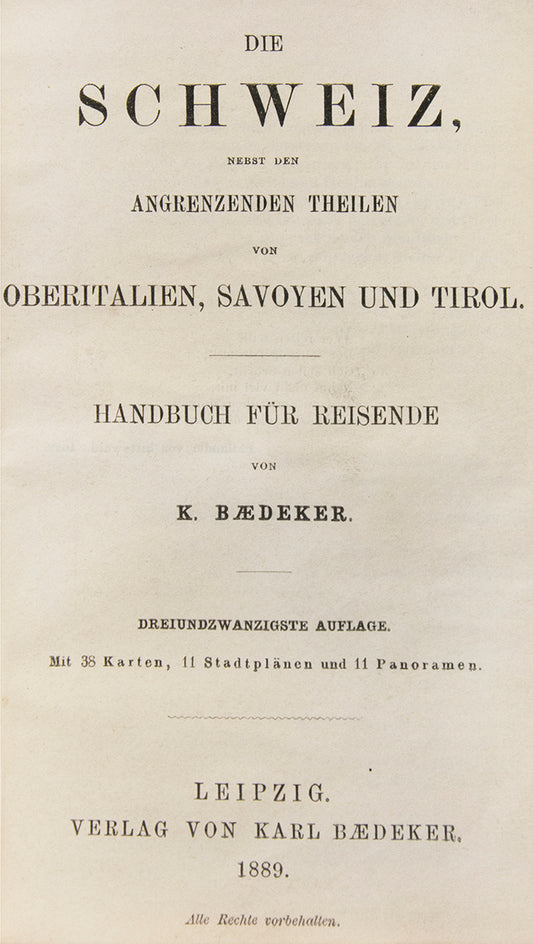 DIE
SCHWEIZ,
NEBST DEN
ANGRENZENDEN THEILEN
VON
OBERITALIEN, SAVOYEN UND TIROL.
HANDBUCH FÜR REISENDE
VON
K. BÆDEKER.
DREIUNDZWANZIGSTE AUFLAGE.
Mit 38 Karten, 11 Stadtplänen und 11 Panoramen.
LEIPZIG.
VERLAG VON KARL BÆDEKER.
1889.
Alle Rechte vorbehalten.